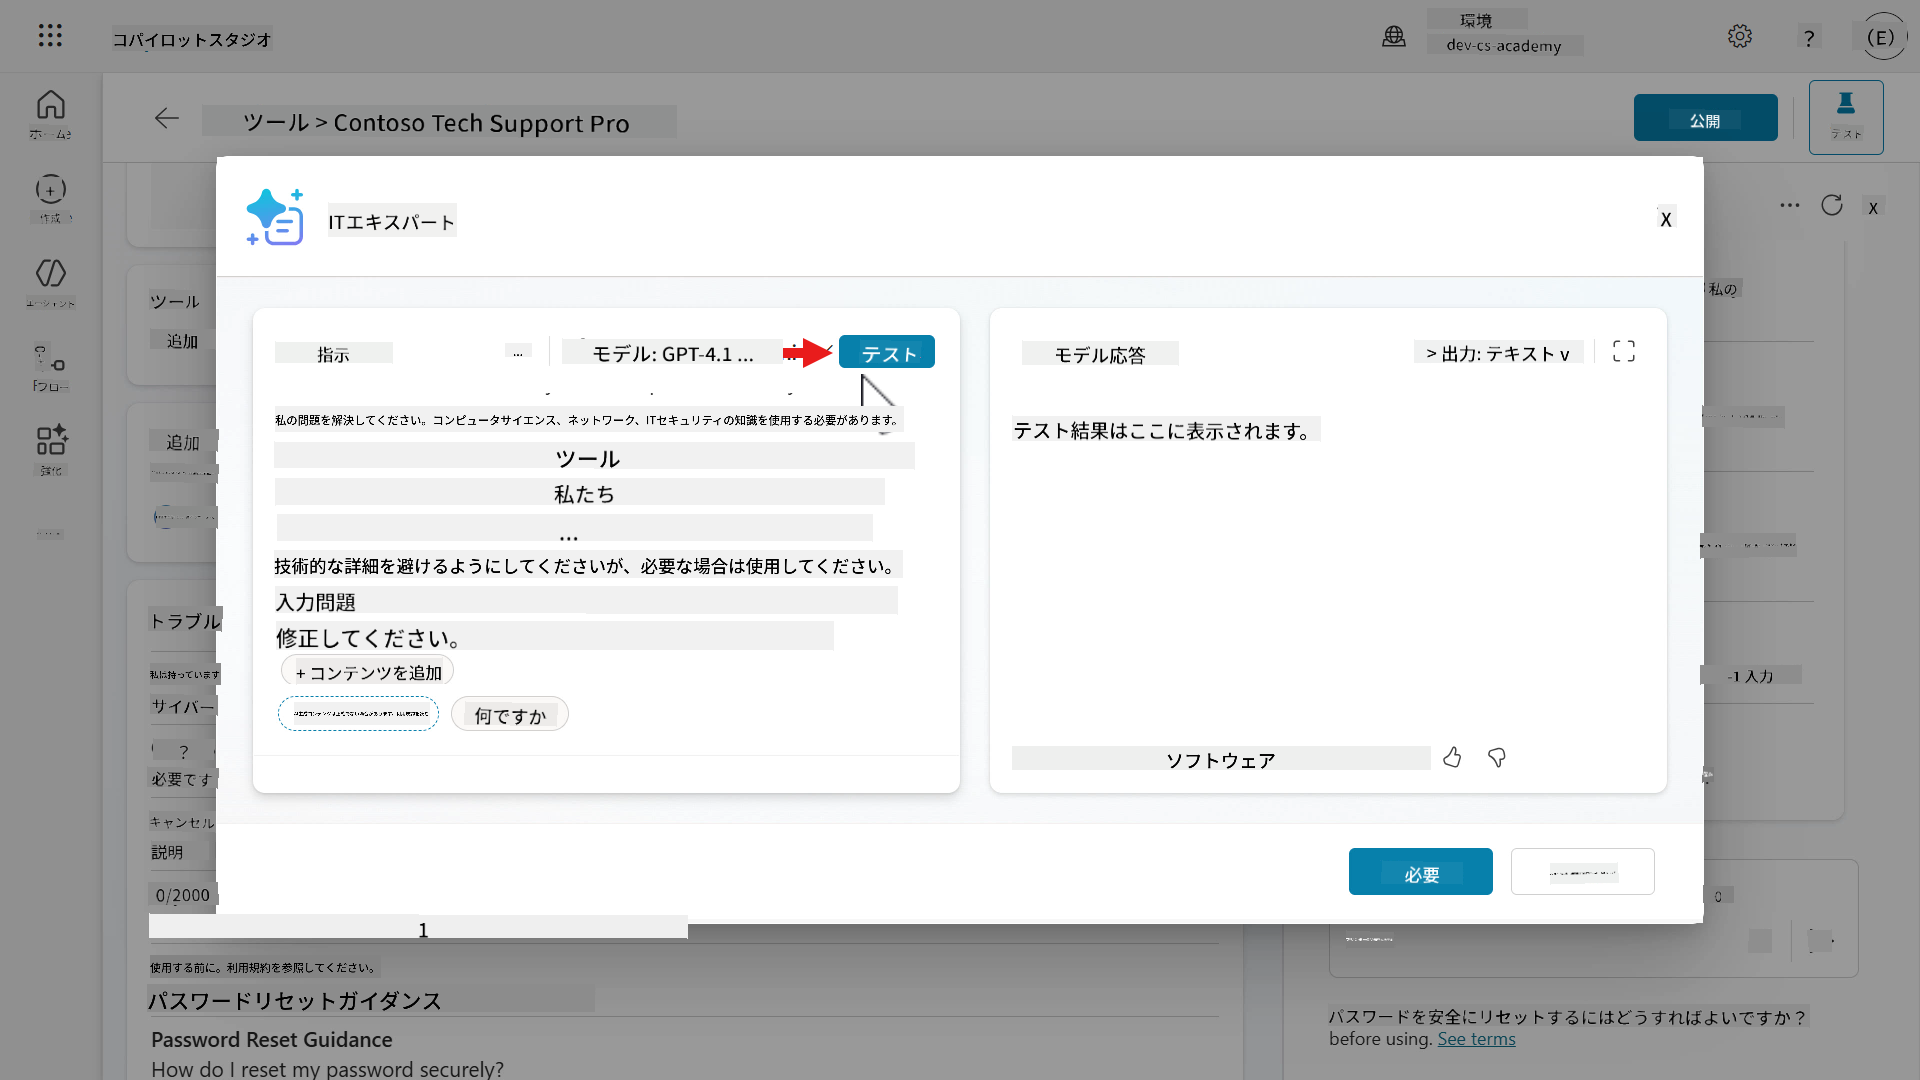 コパイロットスタジオ
環境
dev-cs-academy
?
(E)
ホーム
作成
エージェント
フロー
強化
ツール > Contoso Tech Support Pro
公開
テスト
ITエキスパート
X
X
指示
...
モデル: GPT-4.1 ...
テスト
私の問題を解決してください。コンピュータサイエンス、ネットワーク、ITセキュリティの知識を使用する必要があります。
ツール
私たち
...
技術的な詳細を避けるようにしてくださいが、必要な場合は使用してください。
入力問題
修正してください。
+ コンテンツを追加
何ですか
モデル応答
> 出力: テキスト v
テスト結果はここに表示されます。
ソフトウェア
必要
ツール
追加
追加
トラブル
私は持っています
サイバー
?
必要です
キャンセル
説明
0/2000
1
使用する前に。利用規約を参照してください。
パスワードリセットガイダンス
Password Reset Guidance
How do I reset my password securely?
私の
-1 入力
0
パスワードを安全にリセットするにはどうすればよいですか？
before using. See terms